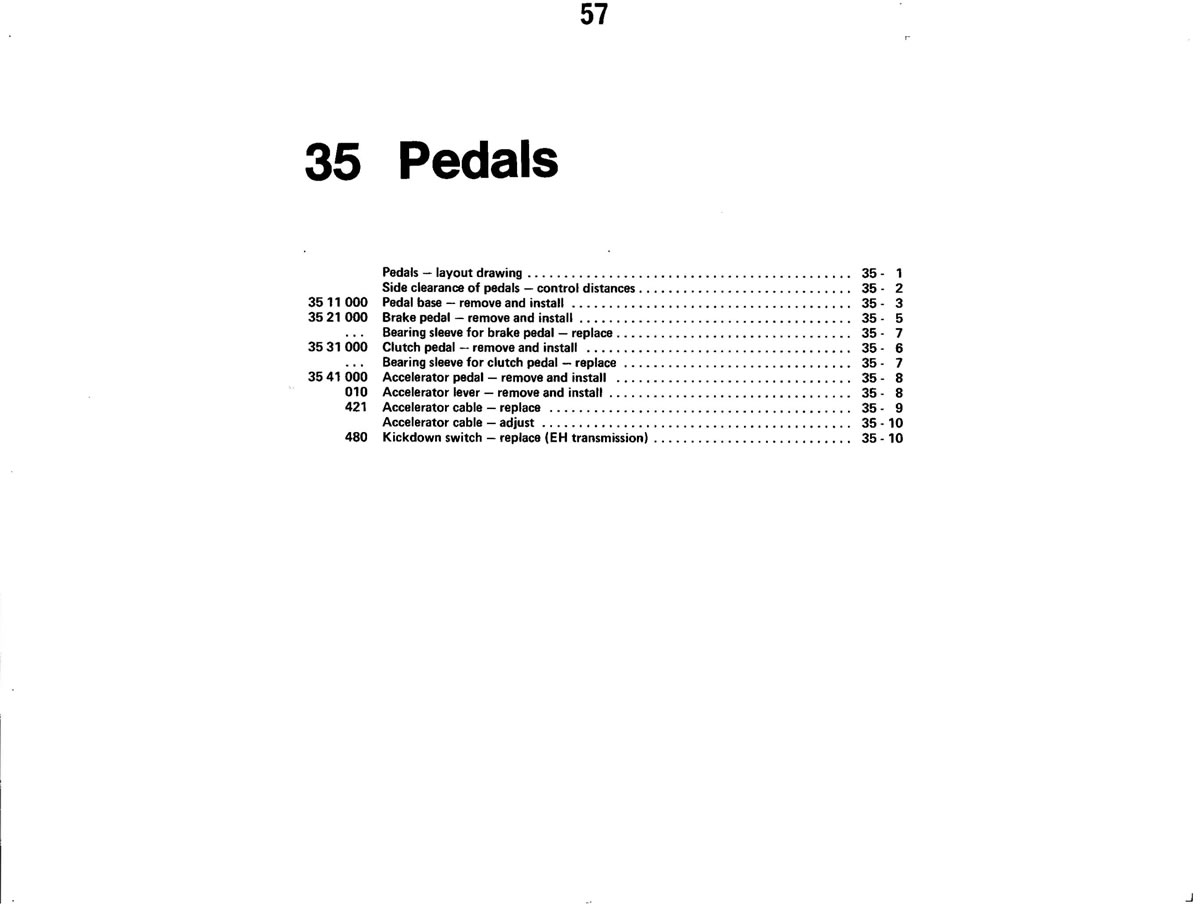 57
35 Pedals
Pedals – layout drawing ........................................... 35 - 1
Side clearance of pedals – control distances ............................. 35 - 2
35 11 000 Pedal base – remove and install ...................................... 35 - 3
35 21 000 Brake pedal – remove and install ..................................... 35 - 5
... Bearing sleeve for brake pedal – replace ................................ 35 - 7
35 31 000 Clutch pedal – remove and install .................................... 35 - 6
... Bearing sleeve for clutch pedal – replace ............................... 35 - 7
35 41 000 Accelerator pedal – remove and install ................................ 35 - 8
010 Accelerator lever – remove and install ................................. 35 - 8
421 Accelerator cable – replace ......................................... 35 - 9
Accelerator cable – adjust .......................................... 35 - 10
480 Kickdown switch – replace (EH transmission) ........................... 35 - 10